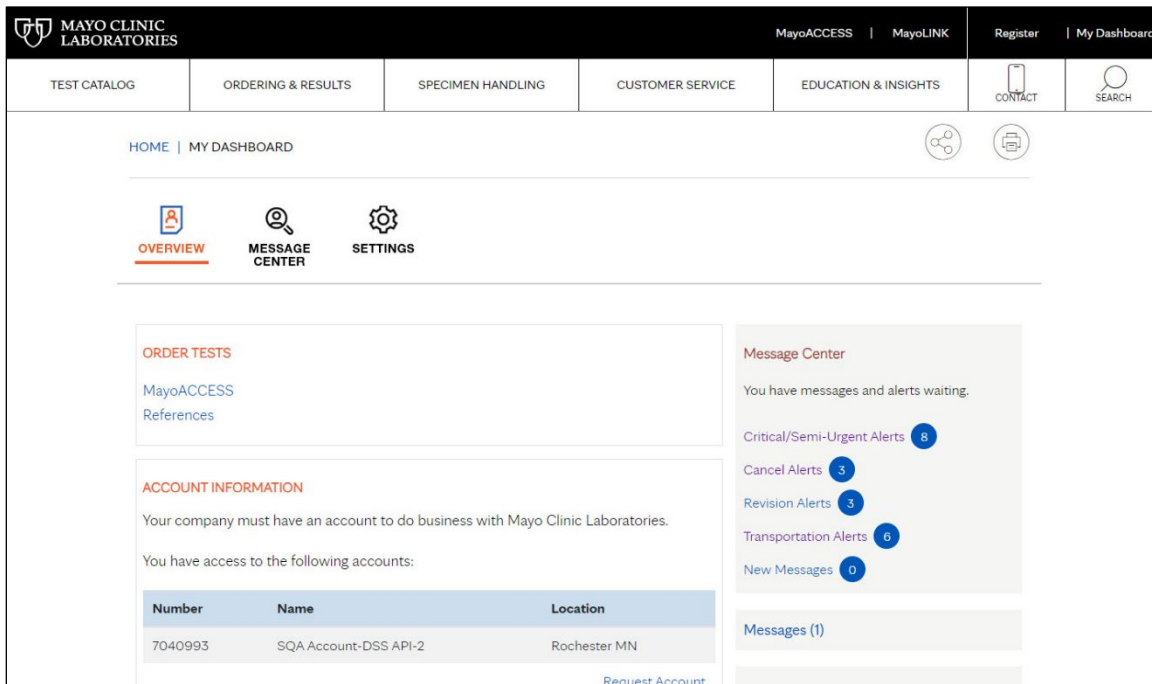 MAYO CLINIC
LABORATORIES
MayoACCESS | MayoLINK Register | My Dashboard
TEST CATALOG ORDERING & RESULTS SPECIMEN HANDLING CUSTOMER SERVICE EDUCATION & INSIGHTS CONTACT SEARCH
HOME | MY DASHBOARD
OVERVIEW MESSAGE CENTER SETTINGS
ORDER TESTS
MayoACCESS
References
ACCOUNT INFORMATION
Your company must have an account to do business with Mayo Clinic Laboratories.
You have access to the following accounts:
Number Name Location
7040993 SQA Account-DSS API-2 Rochester MN
Request Account
Message Center
You have messages and alerts waiting.
Critical/Semi-Urgent Alerts 8
Cancel Alerts 3
Revision Alerts 3
Transportation Alerts 6
New Messages 0
Messages (1)